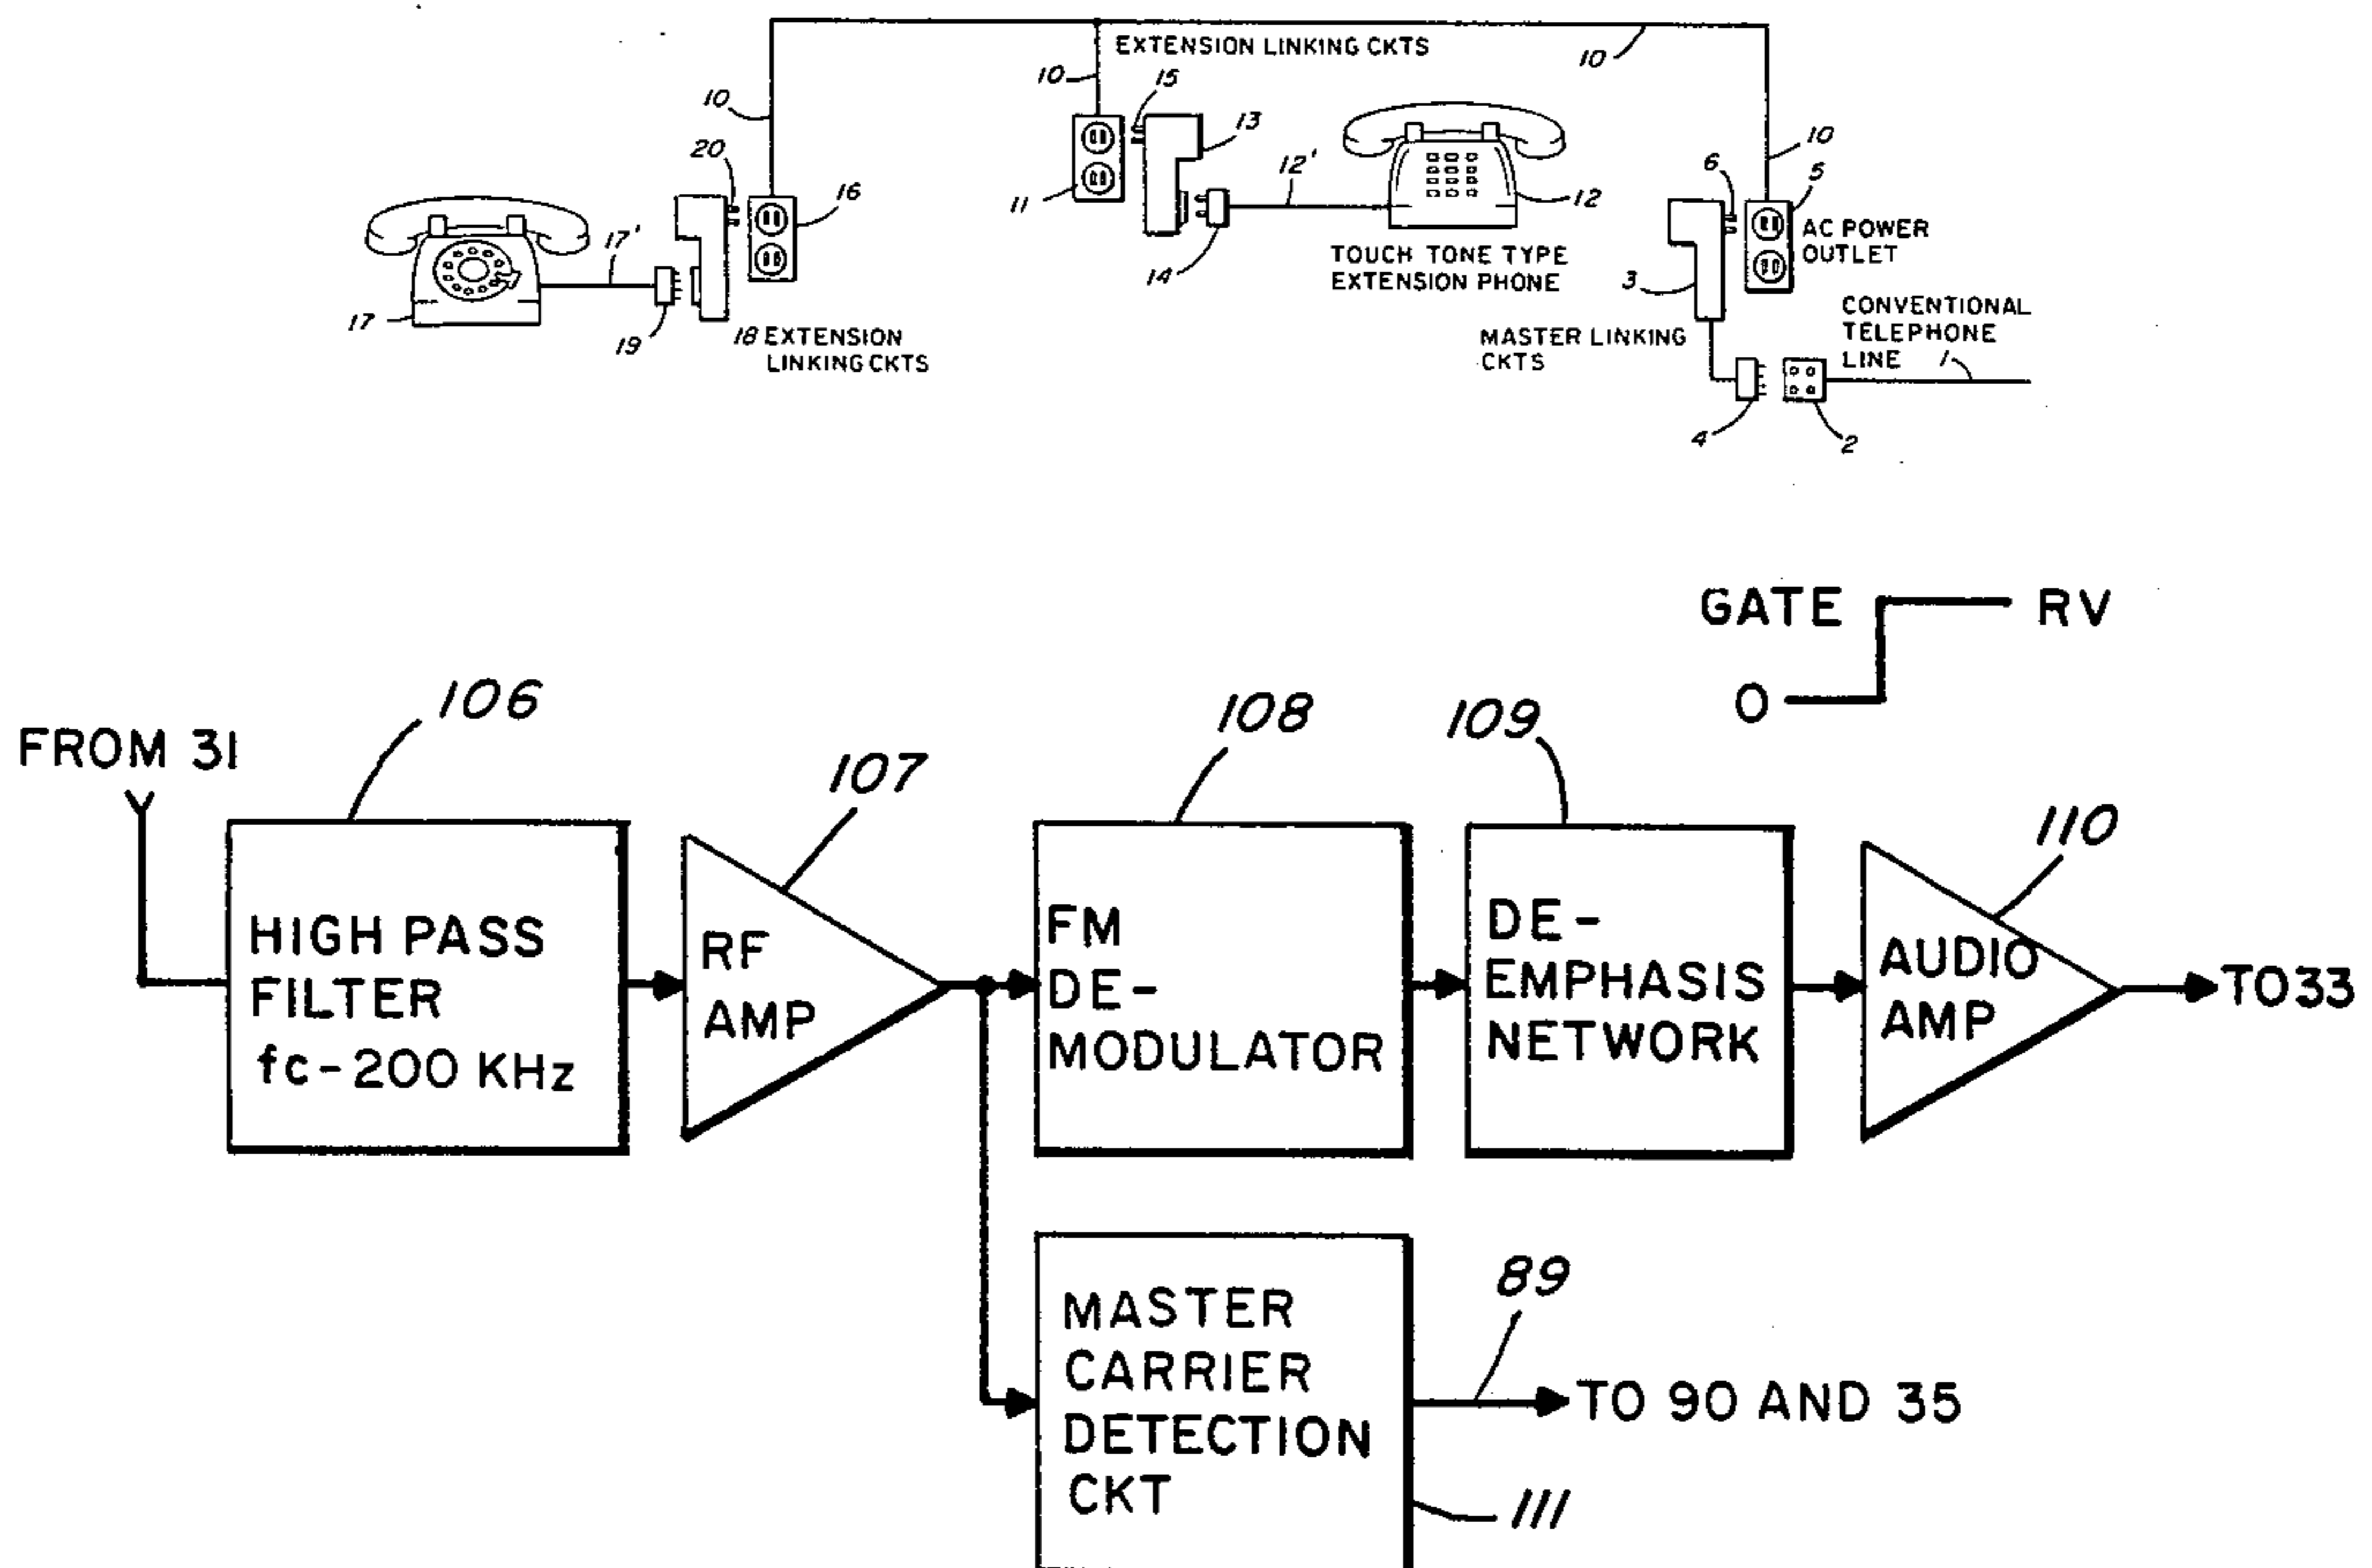 EXTENSION LINKING CKTS
10
10
15
10
13
20
16
11
12'
12
6
10
5
AC POWER
OUTLET
17'
14
TOUCH TONE TYPE
EXTENSION PHONE
3
17
19
18 EXTENSION
LINKING CKTS
MASTER LINKING
CKTS
CONVENTIONAL
TELEPHONE
LINE 1
4
2
GATE
RV
0
FROM 31
106
107
108
109
110
HIGH PASS
FILTER
fc-200 KHz
RF
AMP
FM
DE-
MODULATOR
DE-
EMPHASIS
NETWORK
AUDIO
AMP
TO 33
MASTER
CARRIER
DETECTION
CKT
89
TO 90 AND 35
111